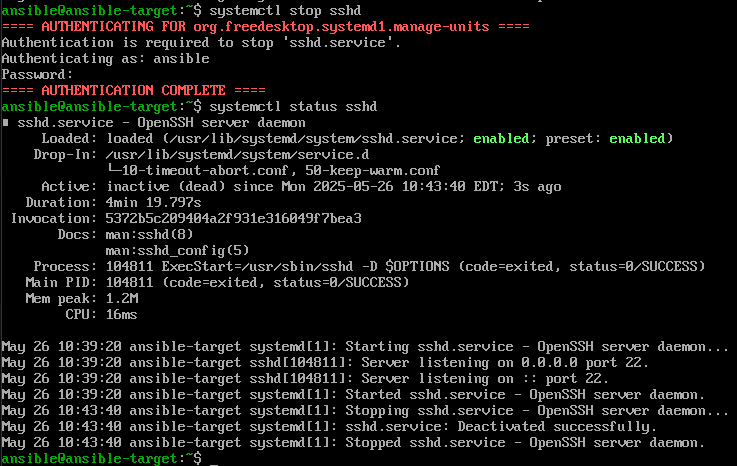 ansible@ansible-target:~$ systemctl stop sshd
==== AUTHENTICATING FOR org.freedesktop.systemd1.manage-units ====
Authentication is required to stop 'sshd.service'.
Authenticating as: ansible
Password:
==== AUTHENTICATION COMPLETE ====
ansible@ansible-target:~$ systemctl status sshd
■ sshd.service - OpenSSH server daemon
Loaded: loaded (/usr/lib/systemd/system/sshd.service; enabled; preset: enabled)
Drop-In: /usr/lib/systemd/system/service.d
└─10-timeout-abort.conf, 50-keep-warm.conf
Active: inactive (dead) since Mon 2025-05-26 10:43:40 EDT; 3s ago
Duration: 4min 19.797s
Invocation: 5372b5c209404a2f931e316049f7bea3
Docs: man:sshd(8)
man:sshd_config(5)
Process: 104811 ExecStart=/usr/sbin/sshd -D $OPTIONS (code=exited, status=0/SUCCESS)
Main PID: 104811 (code=exited, status=0/SUCCESS)
Mem peak: 1.2M
CPU: 16ms
May 26 10:39:20 ansible-target systemd[1]: Starting sshd.service - OpenSSH server daemon...
May 26 10:39:20 ansible-target sshd[104811]: Server listening on 0.0.0.0 port 22.
May 26 10:39:20 ansible-target sshd[104811]: Server listening on :: port 22.
May 26 10:39:20 ansible-target systemd[1]: Started sshd.service - OpenSSH server daemon.
May 26 10:43:40 ansible-target systemd[1]: Stopping sshd.service - OpenSSH server daemon...
May 26 10:43:40 ansible-target systemd[1]: sshd.service: Deactivated successfully.
May 26 10:43:40 ansible-target systemd[1]: Stopped sshd.service - OpenSSH server daemon.
ansible@ansible-target:~$ _